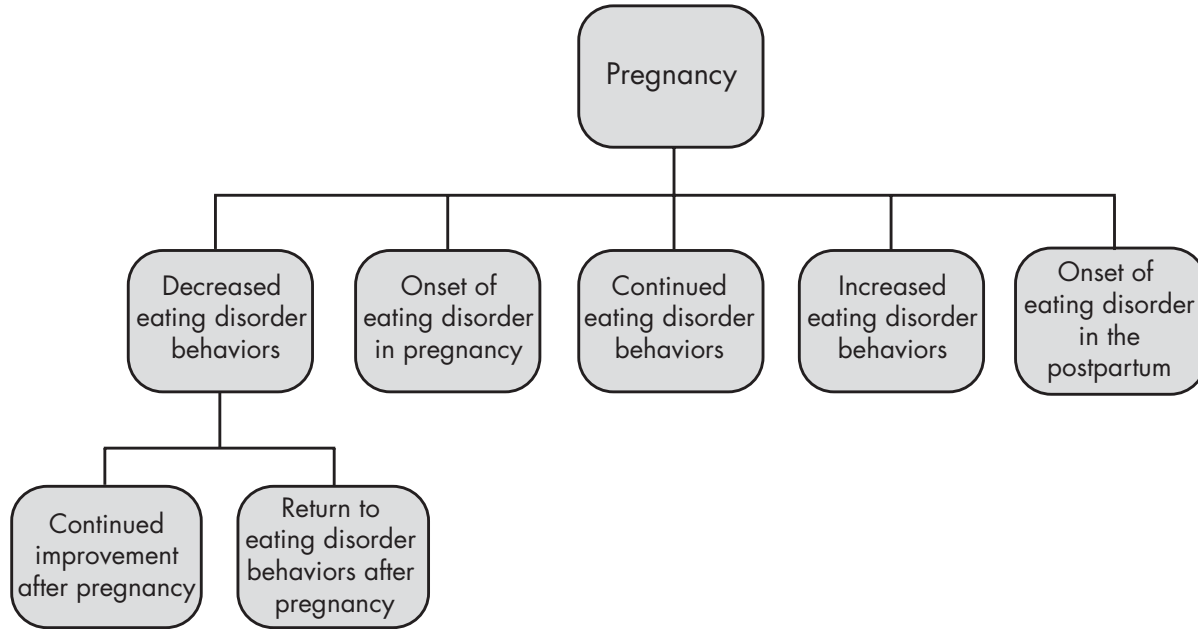 Pregnancy
Decreased
eating disorder
behaviors
Onset of
eating disorder
in pregnancy
Continued
eating disorder
behaviors
Increased
eating disorder
behaviors
Onset of
eating disorder
in the
postpartum
Continued
improvement
after pregnancy
Return to
eating disorder
behaviors after
pregnancy